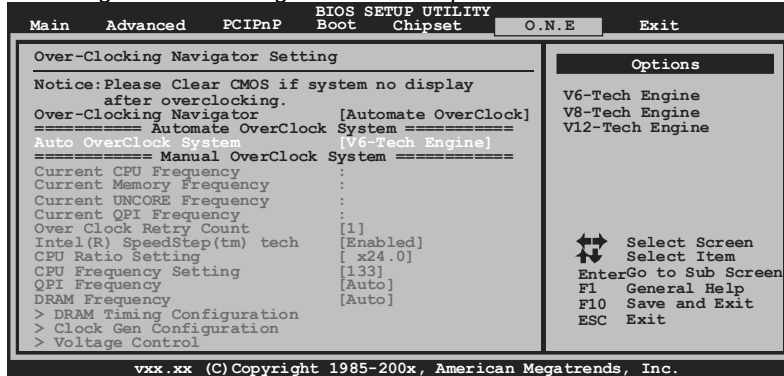 BIOS SETUP UTILITY
Main Advanced PCIPnP Boot Chipset O.N.E Exit
Over-Clocking Navigator Setting
Notice:Please Clear CMOS if system no display
after overclocking.
Over-Clocking Navigator [Automate OverClock]
=========== Automate OverClock System ===========
Auto OverClock System [V6-Tech Engine]
============ Manual OverClock System ============
Current CPU Frequency :
Current Memory Frequency :
Current UNCORE Frequency :
Current QPI Frequency :
Over Clock Retry Count [1]
Intel(R) SpeedStep(tm) tech [Enabled]
CPU Ratio Setting [ x24.0]
CPU Frequency Setting [133]
QPI Frequency [Auto]
DRAM Frequency [Auto]
> DRAM Timing Configuration
> Clock Gen Configuration
> Voltage Control
Options
V6-Tech Engine
V8-Tech Engine
V12-Tech Engine
Select Screen
Select Item
Enter Go to Sub Screen
F1 General Help
F10 Save and Exit
ESC Exit
vxx.xx (C)Copyright 1985-200x, American Megatrends, Inc.